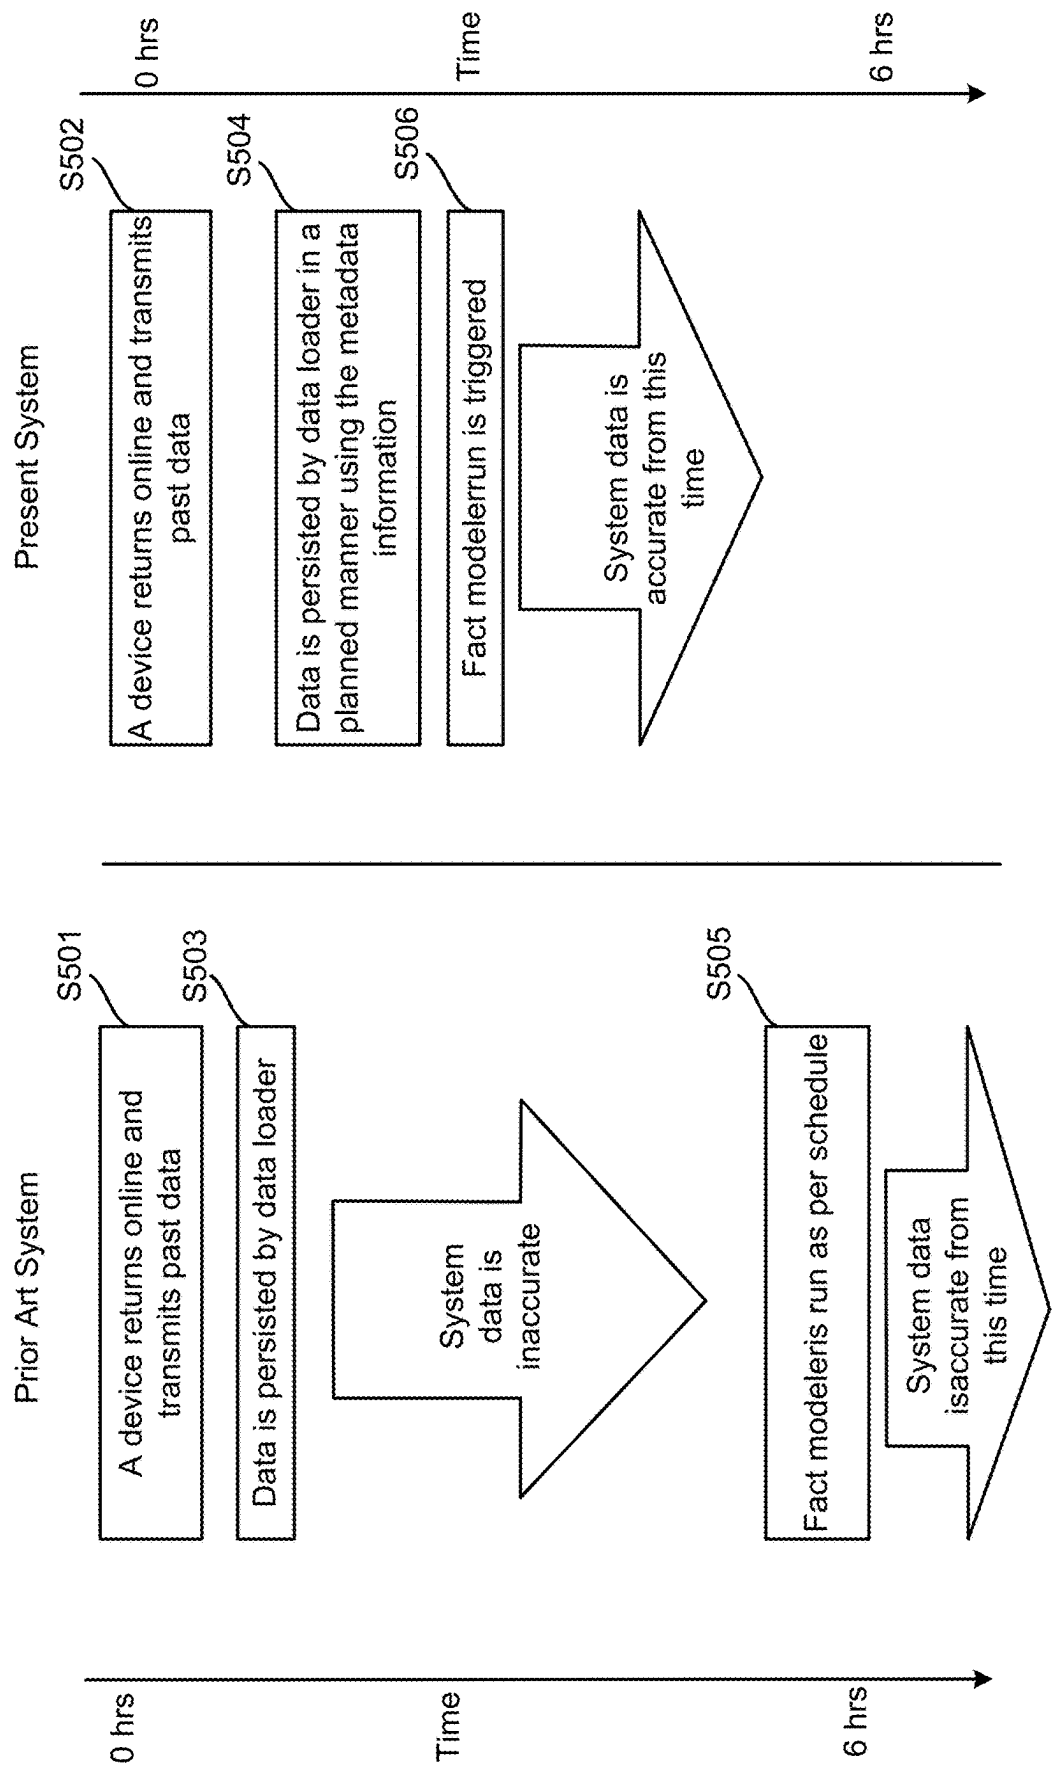 Prior Art System
0 hrs
Time
6 hrs
S501
A device returns online and
transmits past data
S503
Data is persisted by data loader
System
data is
inaccurate
S505
Fact modeleris run as per schedule
System data
isaccurate from
this time
Present System
S502
A device returns online and transmits
past data
S504
Data is persisted by data loader in a
planned manner using the metadata
information
S506
Fact modelerrun is triggered
System data is
accurate from this
time
0 hrs
Time
6 hrs